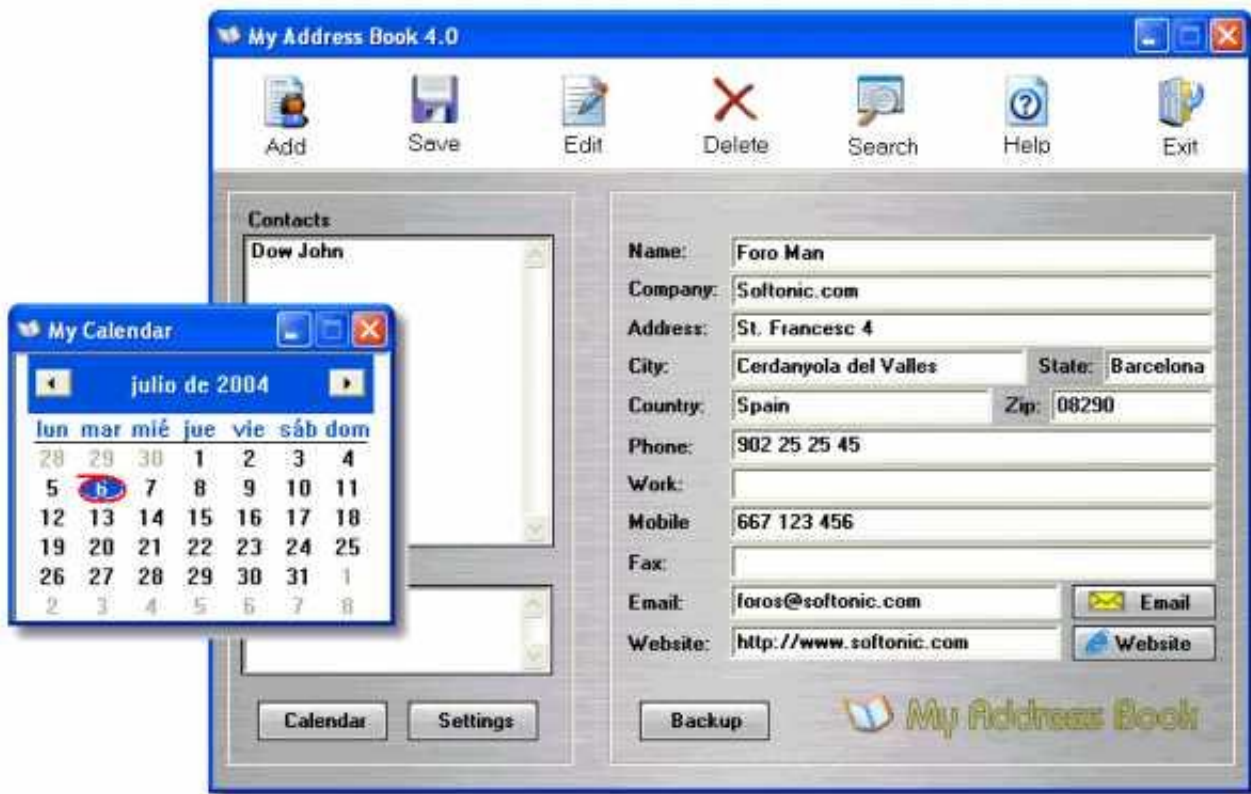 My Address Book 4.0
Add Save Edit Delete Search Help Exit
Contacts
Dow John
Name: Foro Man
Company: Softonic.com
Address: St. Francesc 4
City: Cerdanyola del Valles State: Barcelona
Country: Spain Zip: 08290
Phone: 902 25 25 45
Work:
Mobile 667 123 456
Fax:
Email: foros@softonic.com Email
Website: http://www.softonic.com Website
Calendar Settings Backup My Address Book
My Calendar
julio de 2004
lun mar mié jue vie sáb dom
28 29 30 1 2 3 4
5 6 7 8 9 10 11
12 13 14 15 16 17 18
19 20 21 22 23 24 25
26 27 28 29 30 31 1
2 3 4 5 6 7 8